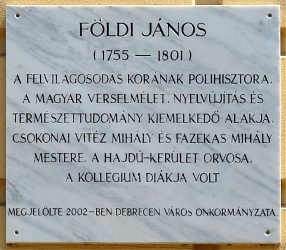 FÖLDI JÁNOS
(1755 — 1801)
A FELVILÁGOSODÁS KORÁNAK POLIHISZTORA,
A MAGYAR VERSELMÉLET, NYELVÚJÍTÁS ÉS
TERMÉSZETTUDOMÁNY KIEMELKEDŐ ALAKJA,
CSOKONAI VITÉZ MIHÁLY ÉS FAZEKAS MIHÁLY
MESTERE, A HAJDÚ-KERÜLET ORVOSA,
A KOLLEGIUM DIÁKJA VOLT
MEGJELÖLTE 2002-BEN DEBRECEN VÁROS ÖNKORMÁNYZATA.